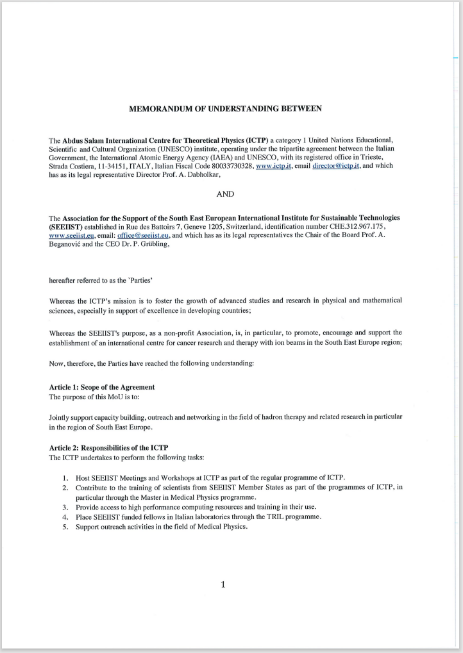 MEMORANDUM OF UNDERSTANDING BETWEEN
The Abdus Salam International Centre for Theoretical Physics (ICTP) a category 1 United Nations Educational,
Scientific and Cultural Organization (UNESCO) institute, operating under the tripartite agreement between the Italian
Government, the International Atomic Energy Agency (IAEA) and UNESCO, with its registered office in Trieste,
Strada Costiera, 11-34151, ITALY, Italian Fiscal Code 80033730328, www.ictp.it, email director@ictp.it, and which
has as its legal representative Director Prof. A. Dabholkar,
AND
The Association for the Support of the South East European International Institute for Sustainable Technologies
(SEEIIST) established in Rue des Battoirs 7, Geneve 1205, Switzerland, identification number CHE.312.967.175,
www.seeiist.eu, email: office@seeiist.eu, and which has as its legal representatives the Chair of the Board Prof. A.
Beganović and the CEO Dr. P. Grübling,
hereafter referred to as the 'Parties'
Whereas the ICTP's mission is to foster the growth of advanced studies and research in physical and mathematical
sciences, especially in support of excellence in developing countries;
Whereas the SEEIIST's purpose, as a non-profit Association, is, in particular, to promote, encourage and support the
establishment of an international centre for cancer research and therapy with ion beams in the South East Europe region;
Now, therefore, the Parties have reached the following understanding:
Article 1: Scope of the Agreement
The purpose of this MoU is to:
Jointly support capacity building, outreach and networking in the field of hadron therapy and related research in particular
in the region of South East Europe.
Article 2: Responsibilities of the ICTP
The ICTP undertakes to perform the following tasks:
1. Host SEEIIST Meetings and Workshops at ICTP as part of the regular programme of ICTP.
2. Contribute to the training of scientists from SEEIIST Member States as part of the programmes of ICTP, in
particular through the Master in Medical Physics programme.
3. Provide access to high performance computing resources and training in their use.
4. Place SEEIIST funded fellows in Italian laboratories through the TRIL programme.
5. Support outreach activities in the field of Medical Physics.
1